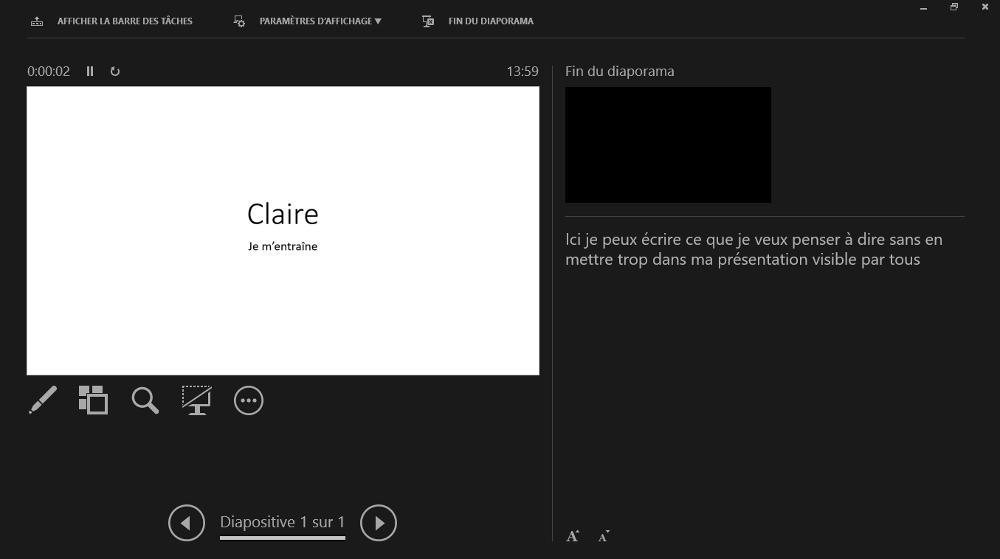 AFFICHER LA BARRE DES TÂCHES
PARAMÈTRES D'AFFICHAGE ▼
FIN DU DIAPORAMA
0:00:02
13:59
Claire
Je m’entraîne
Diapositive 1 sur 1
Fin du diaporama
Ici je peux écrire ce que je veux penser à dire sans en
mettre trop dans ma présentation visible par tous
A
A